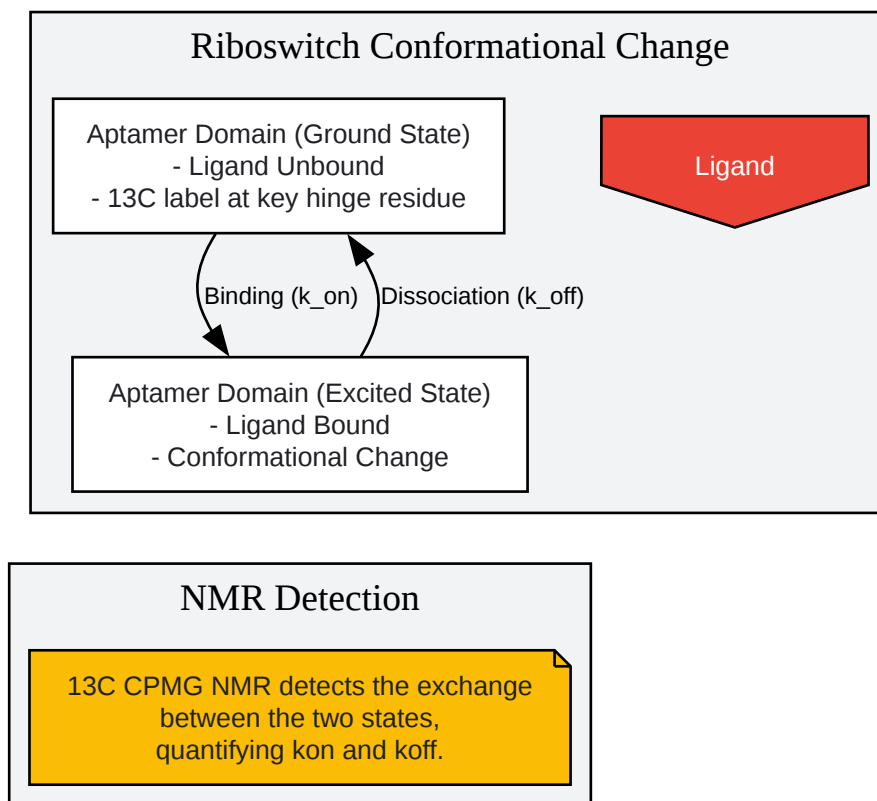 Riboswitch Conformational Change
Aptamer Domain (Ground State)
- Ligand Unbound
- 13C label at key hinge residue
Ligand
Binding (k_on)
Dissociation (k_off)
Aptamer Domain (Excited State)
- Ligand Bound
- Conformational Change
NMR Detection
13C CPMG NMR detects the exchange
between the two states,
quantifying kon and koff.